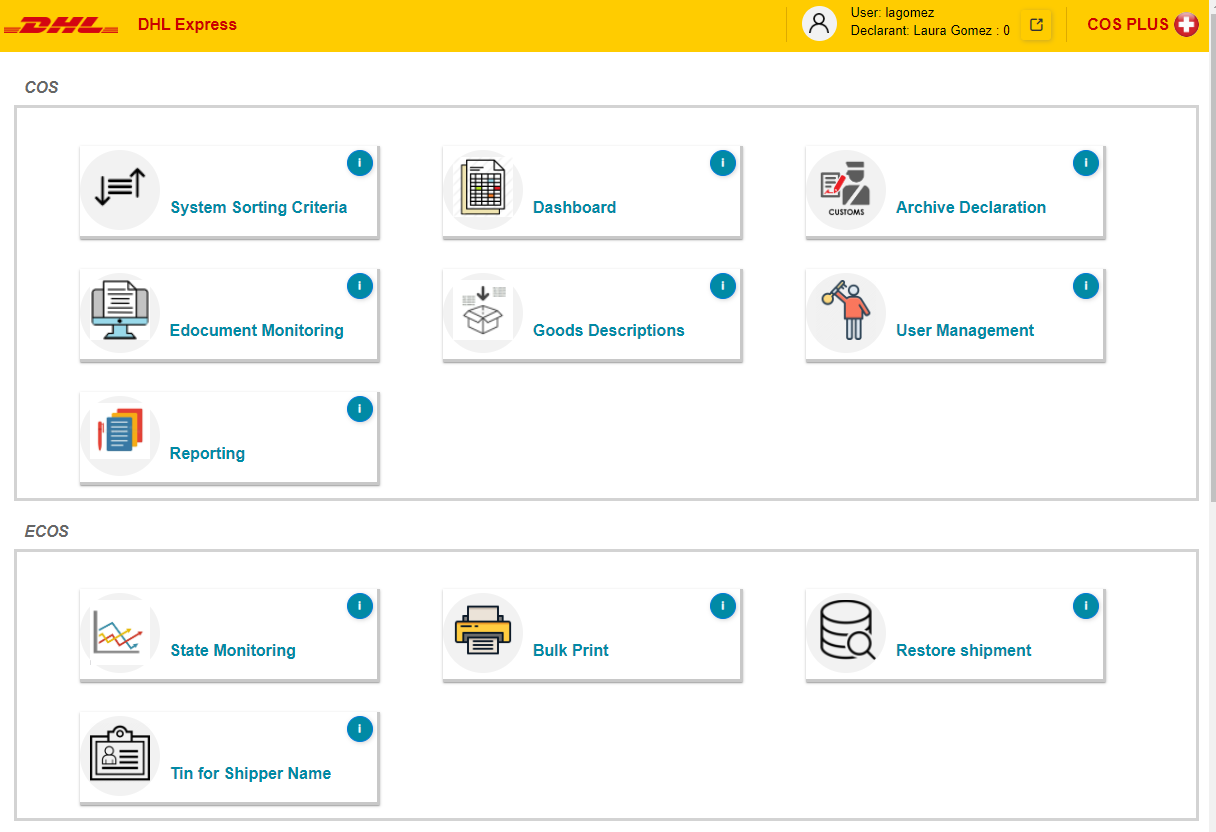 DHL
DHL Express
User: lagomez
Declarant: Laura Gomez : 0
COS PLUS
COS
i
System Sorting Criteria
i
Dashboard
i
CUSTOMS
Archive Declaration
i
Edocument Monitoring
i
Goods Descriptions
i
User Management
i
Reporting
ECOS
i
State Monitoring
i
Bulk Print
i
Restore shipment
i
Tin for Shipper Name